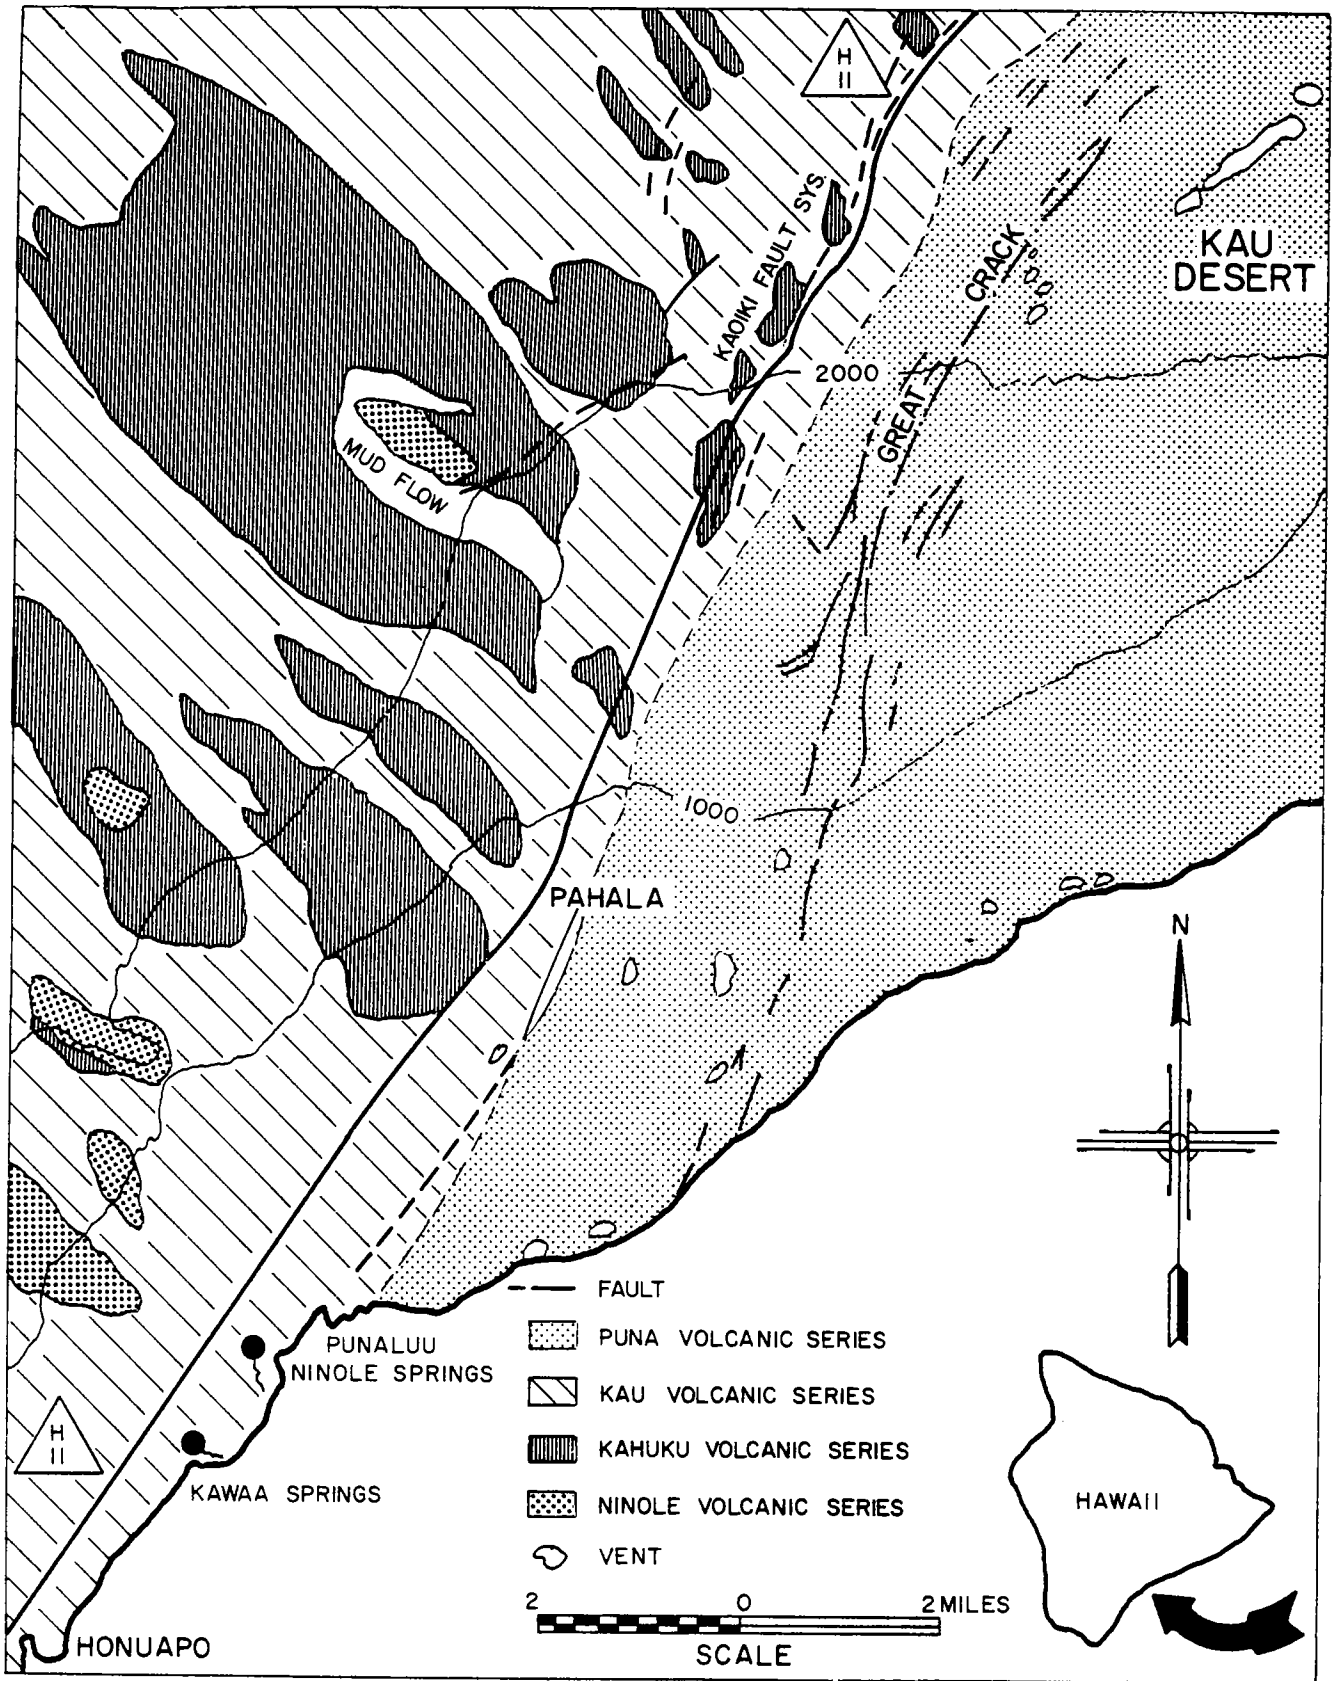 H
11
KAOIKI FAULT SYS.
KAU
DESERT
GREAT CRACK
2000
MUD FLOW
1000
PAHALA
N
FAULT
PUNA VOLCANIC SERIES
PUNALUU
NINOLE SPRINGS
KAU VOLCANIC SERIES
H
11
KAHUKU VOLCANIC SERIES
KAWAA SPRINGS
NINOLE VOLCANIC SERIES
HAWAII
VENT
2 0 2 MILES
SCALE
HONUAPO